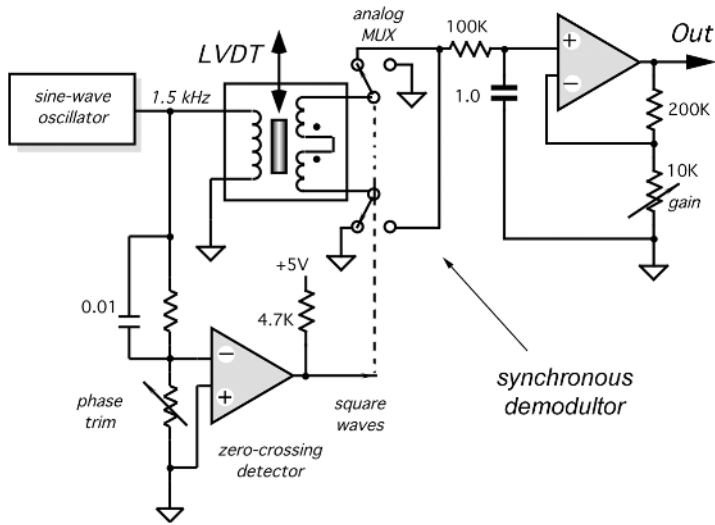 analog
MUX
100K
+
Out
LVDT
−
1.0
sine-wave
oscillator
1.5 kHz
200K
10K
gain
+5V
0.01
4.7K
−
+
synchronous
demodultor
phase
trim
square
waves
zero-crossing
detector